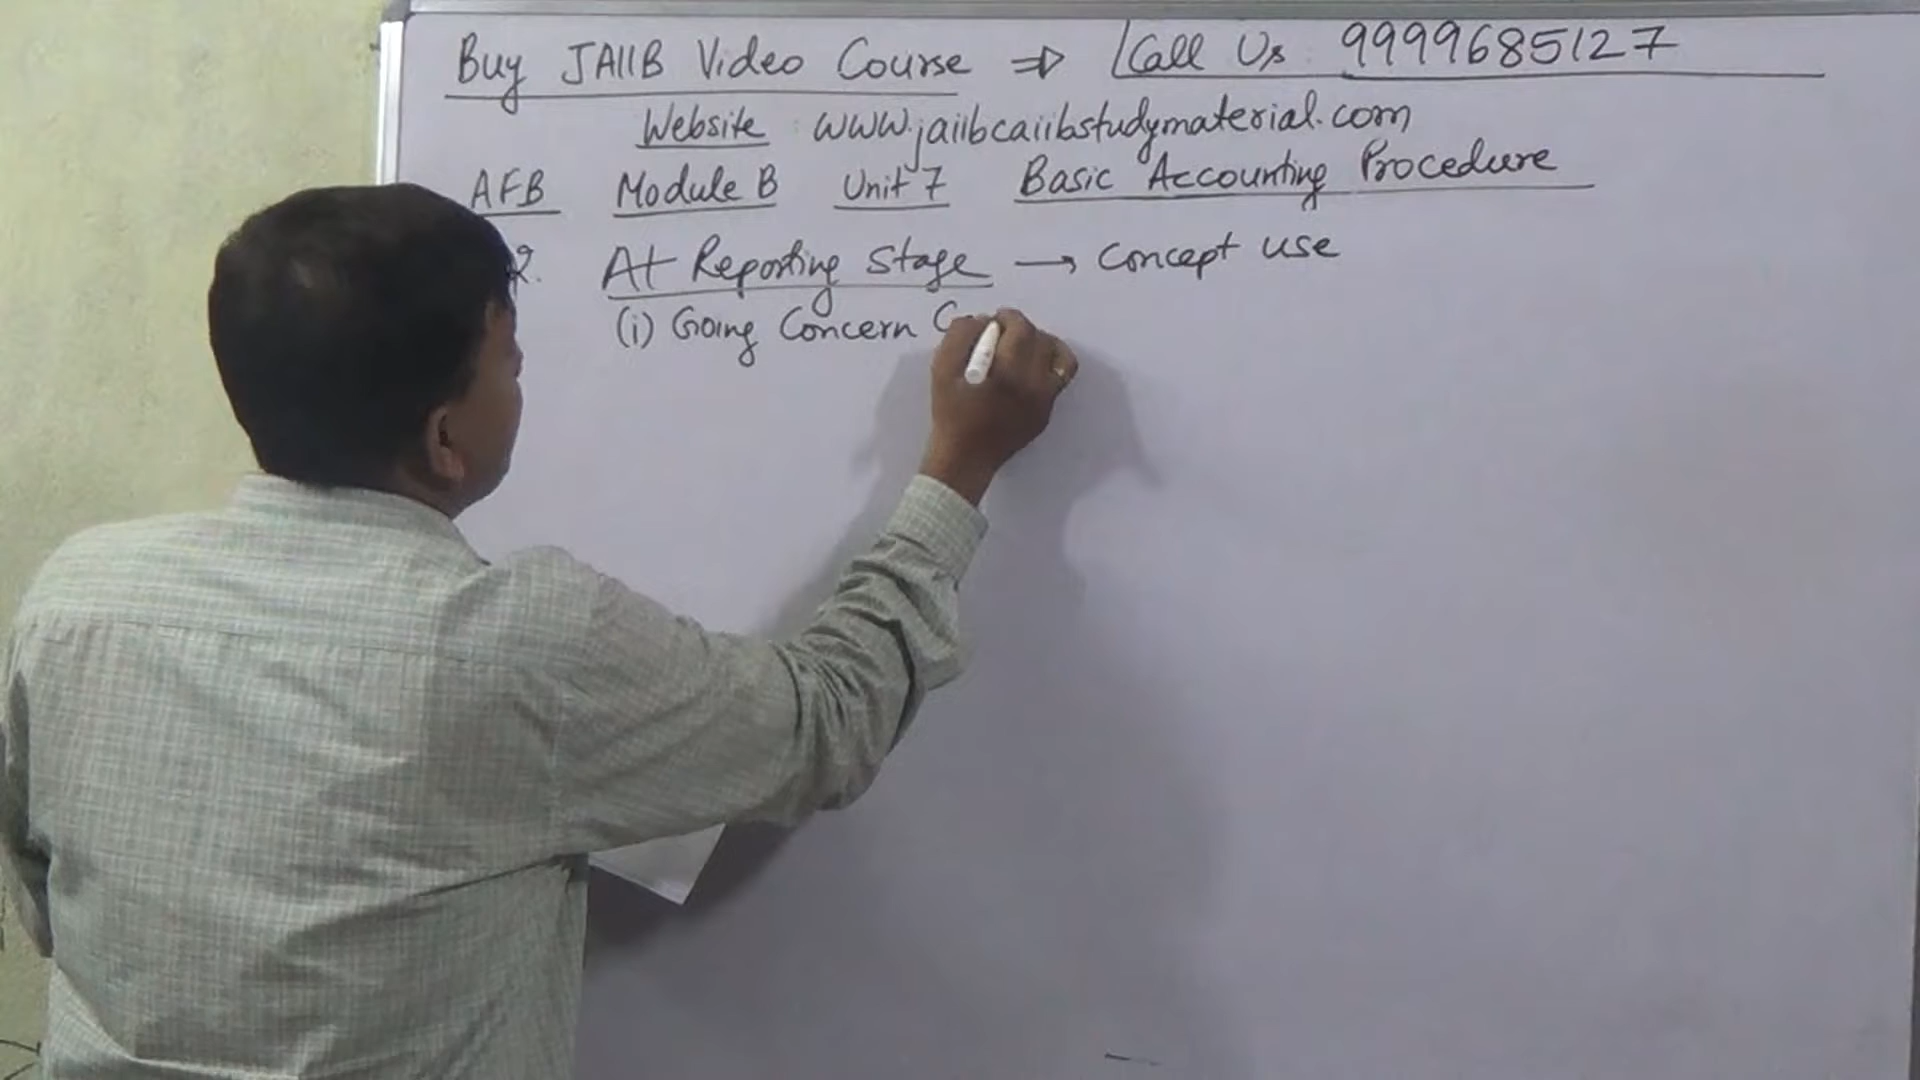 Buy JAIIB Video Course ⇒ Call Us : 9999685127
Website : www.jaiibcaiibstudymaterial.com
AFB Module B Unit 7 Basic Accounting Procedure
2. At Reporting Stage → Concept use
(i) Going Concern